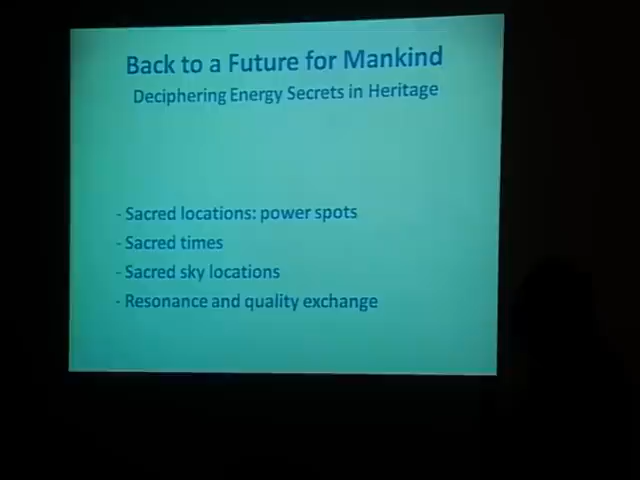 Back to a Future for Mankind
Deciphering Energy Secrets in Heritage
- Sacred locations: power spots
- Sacred times
- Sacred sky locations
- Resonance and quality exchange